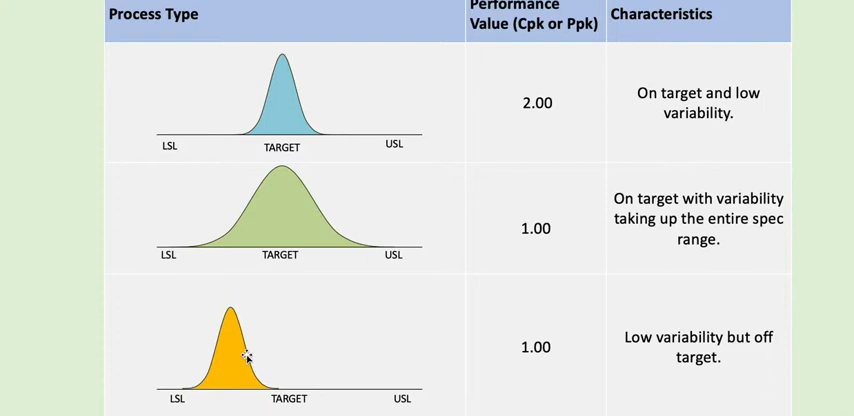 Process Type
Performance
Value (Cpk or Ppk)
Characteristics
LSL
TARGET
USL
2.00
On target and low
variability.
LSL
TARGET
USL
1.00
On target with variability
taking up the entire spec
range.
LSL
TARGET
USL
1.00
Low variability but off
target.